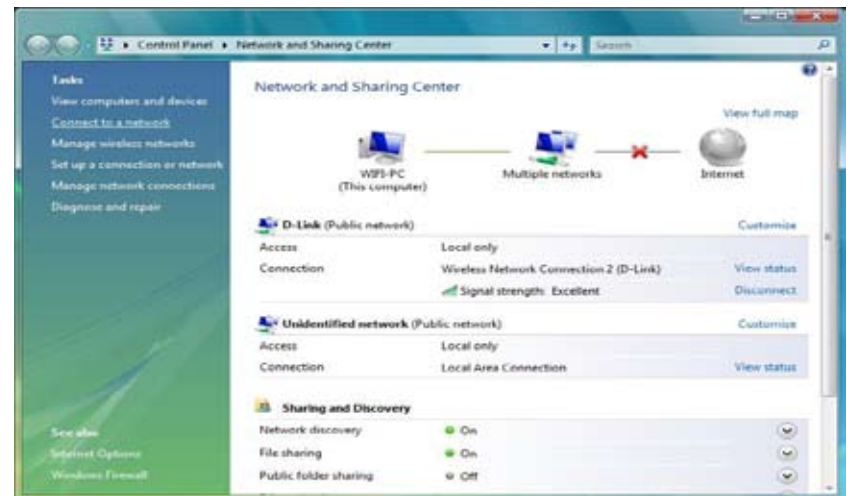 Control Panel Network and Sharing Center
Search
Tasks
View computers and devices
Connect to a network
Manage wireless networks
Set up a connection or network
Manage network connections
Diagnose and repair
See also
Internet Options
Windows Firewall
Network and Sharing Center
View full map
WIFI-PC
(This computer)
Multiple networks
Internet
D-Link (Public network) Customize
Access Local only
Connection Wireless Network Connection 2 (D-Link) View status
Signal strength: Excellent Disconnect
Unidentified network (Public network) Customize
Access Local only
Connection Local Area Connection View status
Sharing and Discovery
Network discovery On
File sharing On
Public folder sharing Off